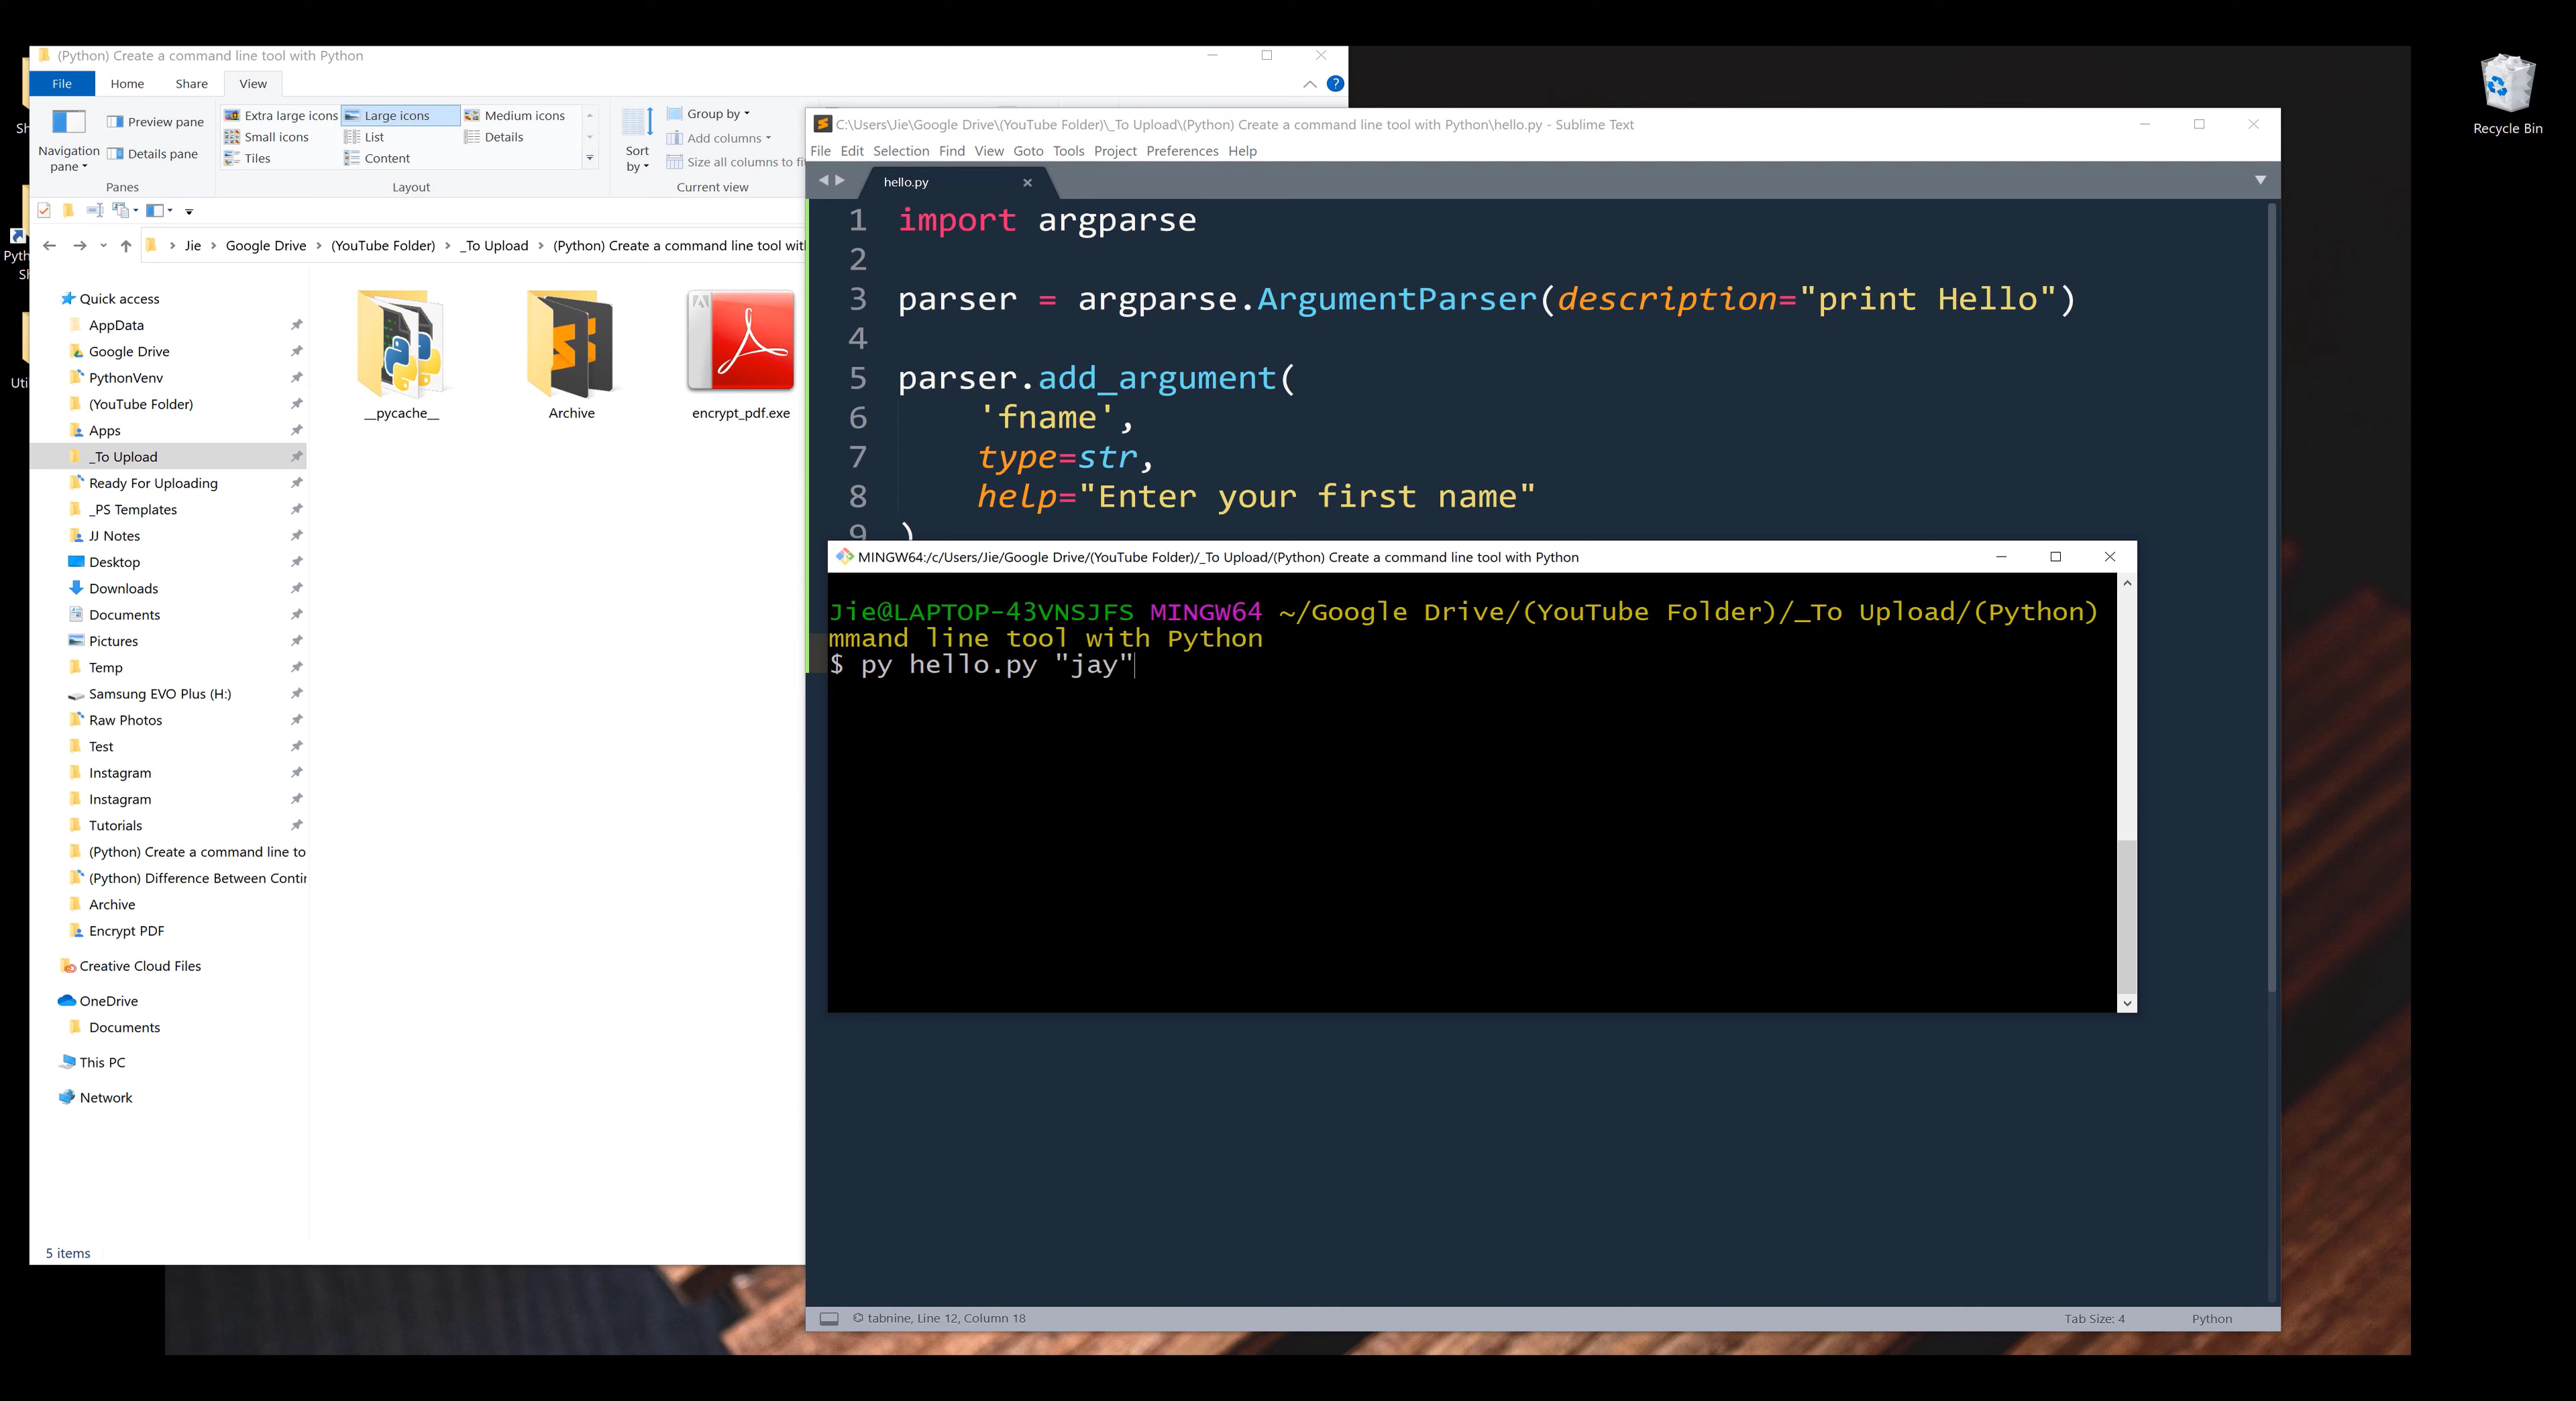 (Python) Create a command line tool with Python
File Home Share View
Navigation pane
Preview pane
Details pane
Panes
Extra large icons Large icons Medium icons
Small icons List Details
Tiles Content
Layout
Sort by
Group by
Add columns
Size all columns to
Current view
Jie Google Drive (YouTube Folder) _To Upload (Python) Create a command line tool
Quick access
AppData
Google Drive
PythonVenv
(YouTube Folder)
Apps
_To Upload
Ready For Uploading
_PS Templates
JJ Notes
Desktop
Downloads
Documents
Pictures
Temp
Samsung EVO Plus (H:)
Raw Photos
Test
Instagram
Instagram
Tutorials
(Python) Create a command line to
(Python) Difference Between
Archive
Encrypt PDF
Creative Cloud Files
OneDrive
Documents
This PC
Network
5 items
__pycache__
Archive
encrypt_pdf.exe
C:\Users\Jie\Google Drive\(YouTube Folder)\_To Upload\(Python) Create a command line tool with Python\hello.py - Sublime Text
File Edit Selection Find View Goto Tools Project Preferences Help
hello.py
1 import argparse
2
3 parser = argparse.ArgumentParser(description="print Hello")
4
5 parser.add_argument(
6 'fname',
7 type=str,
8 help="Enter your first name"
9 )
MINGW64:/c/Users/Jie/Google Drive/(YouTube Folder)/_To Upload/(Python) Create a command line tool with Python
Jie@LAPTOP-43VNSJFS MINGW64 ~/Google Drive/(YouTube Folder)/_To Upload/(Python)
mmand line tool with Python
$ py hello.py "jay"
tabnine, Line 12, Column 18
Tab Size: 4 Python
Recycle Bin